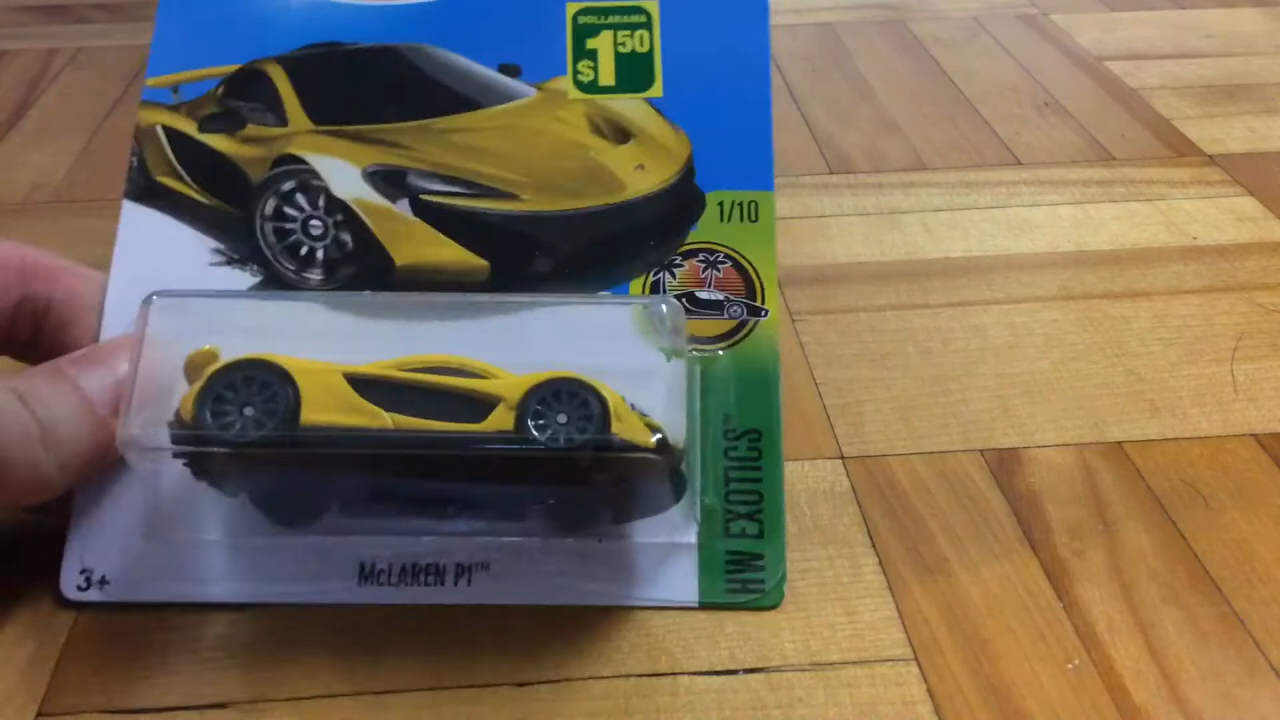 DOLLARAMA
$1.50
1/10
HW EXOTICS™
McLAREN P1™
3+